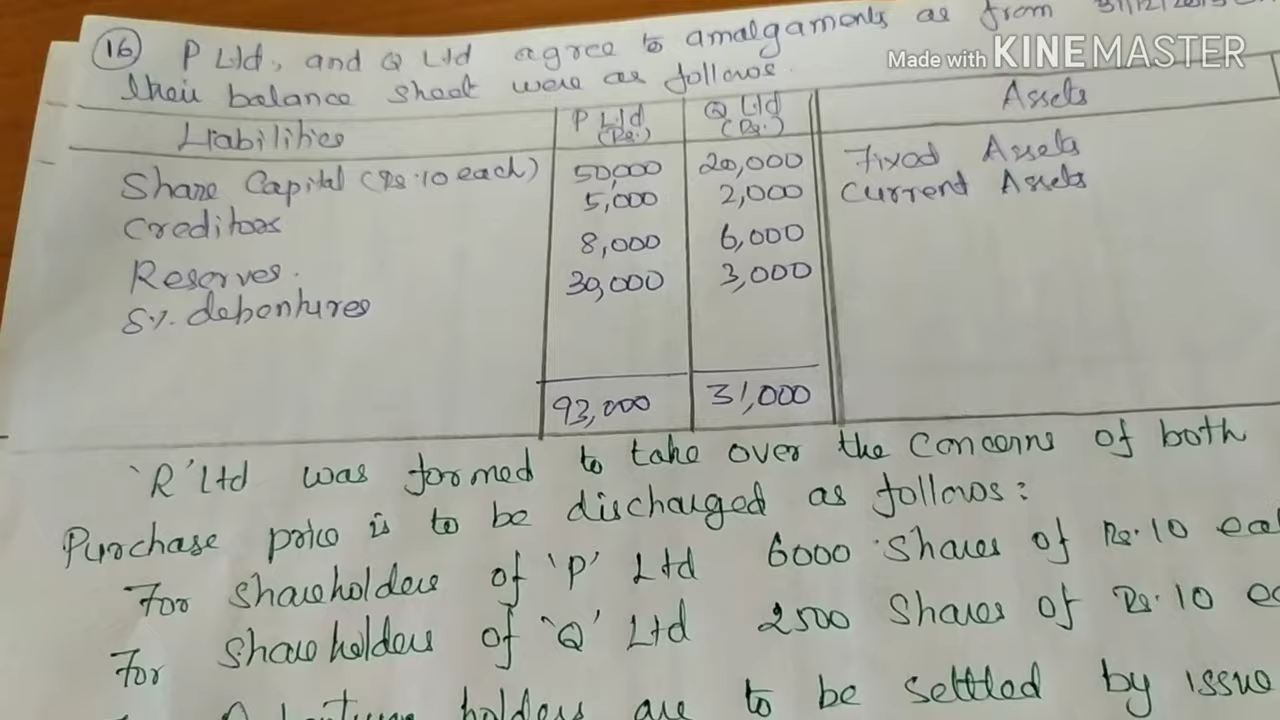 16 P Ltd, and Q Ltd agree to amalgamants as from 31/12/
Made with KINEMASTER
their balance sheet were as follows.
Liabilities P Ltd (Rs.) Q Ltd (Rs.) Assets
Share Capital (Rs.10 each) 50,000 20,000 Fixed Assets
Creditors 5,000 2,000 Current Assets
Reserves. 8,000 6,000
5%. debentures 30,000 3,000
93,000 31,000
'R' Ltd was formed to take over the concerns of both
Purchase price is to be discharged as follows:
For shareholders of 'P' Ltd 6000 shares of Rs.10
For shareholders of 'Q' Ltd 2500 Shares of Rs.10
holders are to be settled by issue